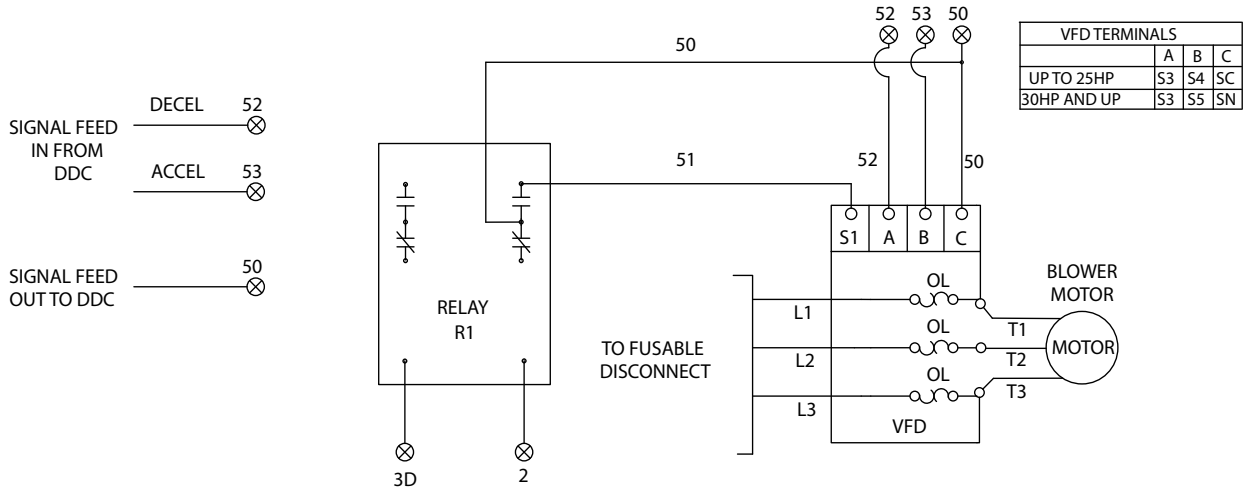 52 53 50
VFD TERMINALS
A B C
UP TO 25HP S3 S4 SC
30HP AND UP S3 S5 SN
50
DECEL 52
SIGNAL FEED
IN FROM
DDC
ACCEL 53
51
52
50
S1 A B C
SIGNAL FEED
OUT TO DDC
50
RELAY
R1
TO FUSABLE
DISCONNECT
L1
L2
L3
OL
OL
OL
VFD
BLOWER
MOTOR
T1
T2
T3
MOTOR
3D
2